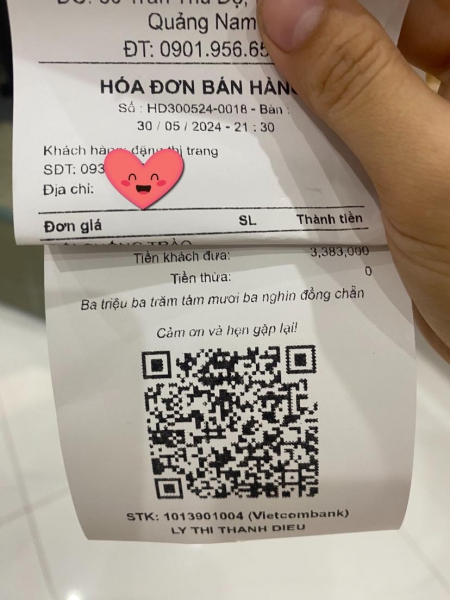 Trần Thủ Độ,
Quảng Nam
ĐT: 0901.956.65
HÓA ĐƠN BÁN HÀNG
Số : HD300524-0018 - Bàn :
30 / 05 / 2024 - 21 : 30
Khách hàng: đặng thị trang
SDT: 093
Địa chỉ:
Đơn giá SL Thành tiền
Tiền khách đưa: 3,383,000
Tiền thừa: 0
Ba triệu ba trăm tám mươi ba nghìn đồng chẵn
Cảm ơn và hẹn gặp lại!
STK: 1013901004 (Vietcombank)
LY THI THANH DIEU